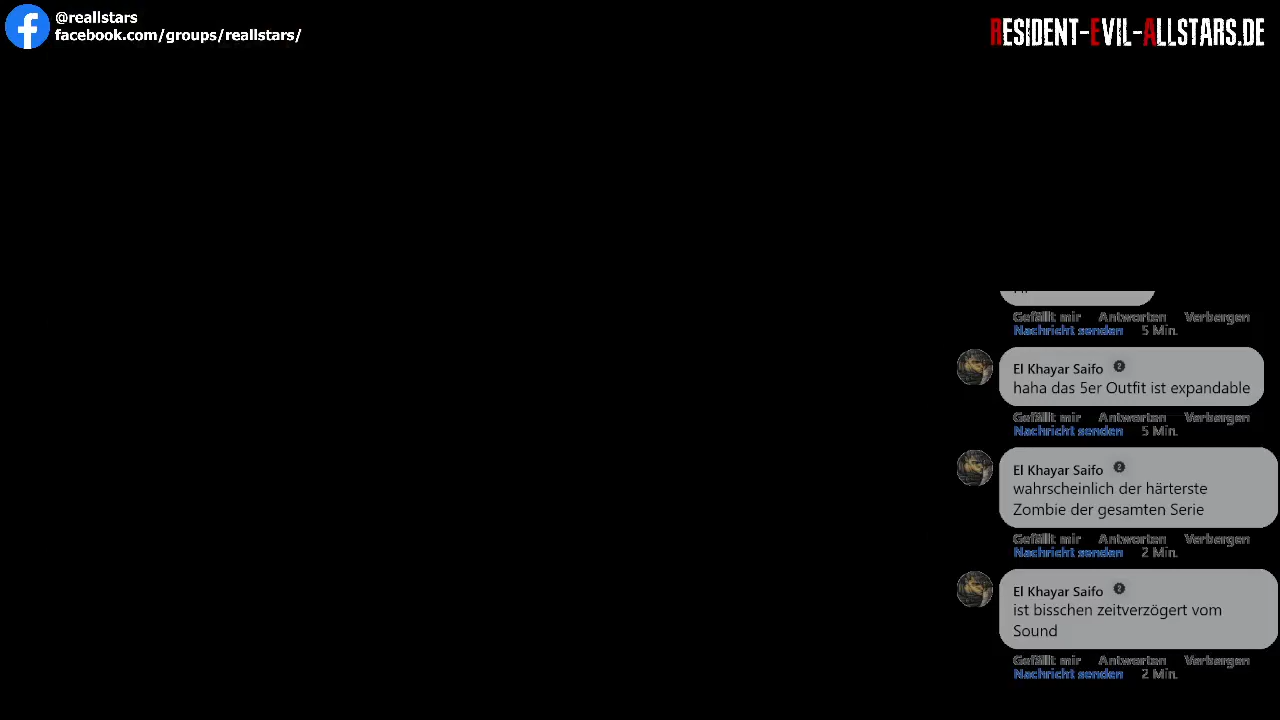 @reallstars
facebook.com/groups/reallstars/
RESIDENT-EVIL-ALLSTARS.DE
Gefällt mir Antworten Verbergen
Nachricht senden 5 Min.
El Khayar Saifo
haha das 5er Outfit ist expandable
Gefällt mir Antworten Verbergen
Nachricht senden 5 Min.
El Khayar Saifo
wahrscheinlich der härterste
Zombie der gesamten Serie
Gefällt mir Antworten Verbergen
Nachricht senden 2 Min.
El Khayar Saifo
ist bisschen zeitverzögert vom
Sound
Gefällt mir Antworten Verbergen
Nachricht senden 2 Min.